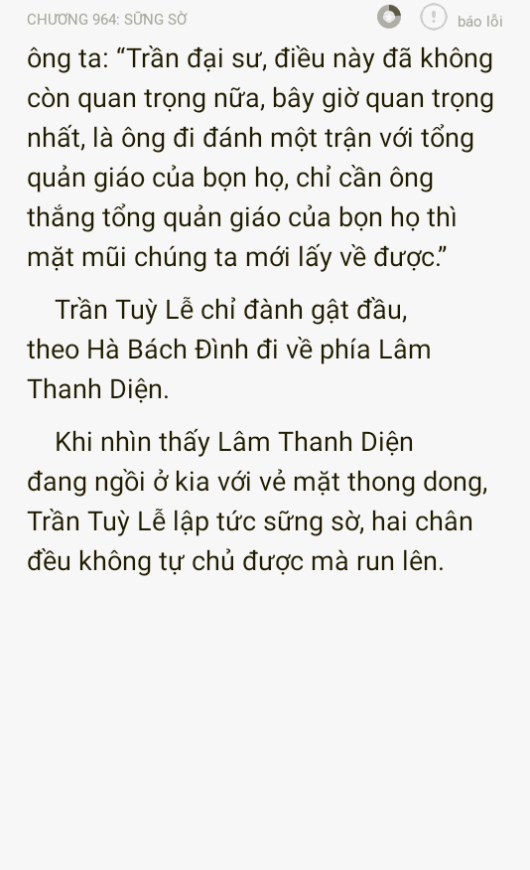 CHƯƠNG 964: SỮNG SỜ
báo lỗi
ông ta: “Trần đại sư, điều này đã không
còn quan trọng nữa, bây giờ quan trọng
nhất, là ông đi đánh một trận với tổng
quản giáo của bọn họ, chỉ cần ông
thắng tổng quản giáo của bọn họ thì
mặt mũi chúng ta mới lấy về được.”
Trần Tuỳ Lễ chỉ đành gật đầu,
theo Hà Bách Đình đi về phía Lâm
Thanh Diện.
Khi nhìn thấy Lâm Thanh Diện
đang ngồi ở kia với vẻ mặt thong dong,
Trần Tuỳ Lễ lập tức sững sờ, hai chân
đều không tự chủ được mà run lên.